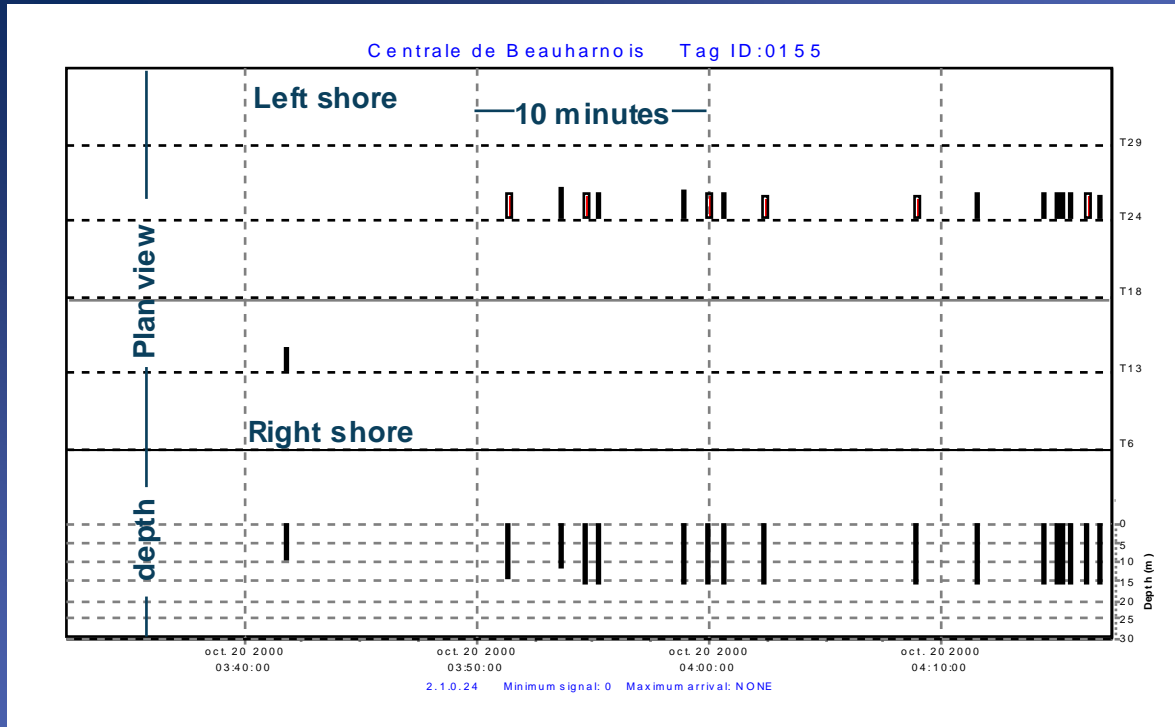 Centrale de Beauharnois Tag ID:0155
Left shore
10 minutes
T29
T24
Plan view
T18
T13
Right shore
T6
depth
0
5
10
15
20
25
30
Depth (m)
oct. 20 2000 oct. 20 2000 oct. 20 2000 oct. 20 2000
03:40:00 03:50:00 04:00:00 04:10:00
2.1.0.24 Minimum signal: 0 Maximum arrival: NONE